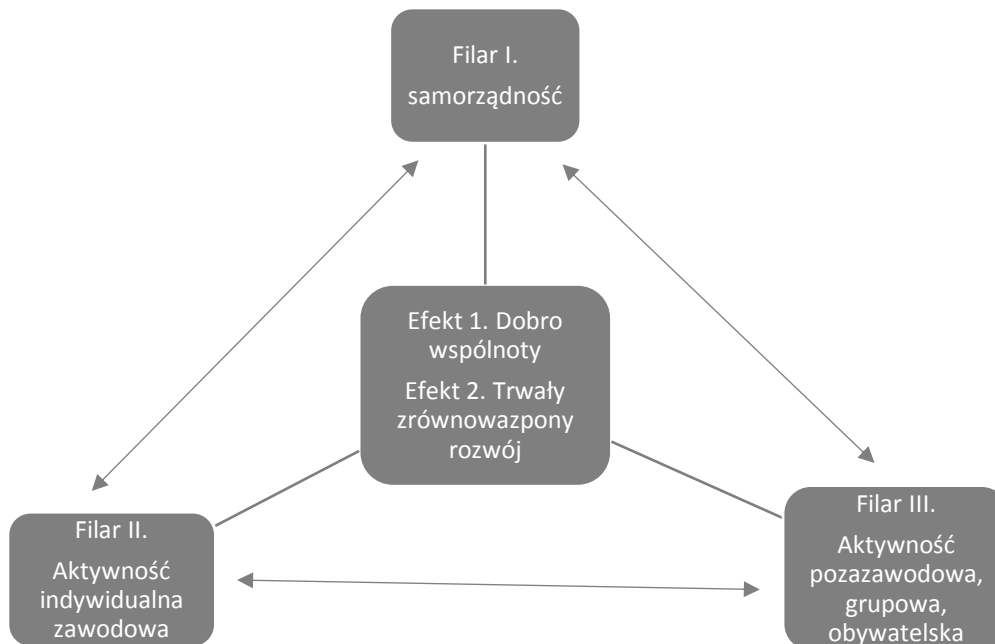 Filar I.
samorządność
Efekt 1. Dobro
wspólnoty
Efekt 2. Trwały
zrównowazpony
rozwój
Filar II.
Aktywność
indywidualna
zawodowa
Filar III.
Aktywność
pozazawodowa,
grupowa,
obywatelska